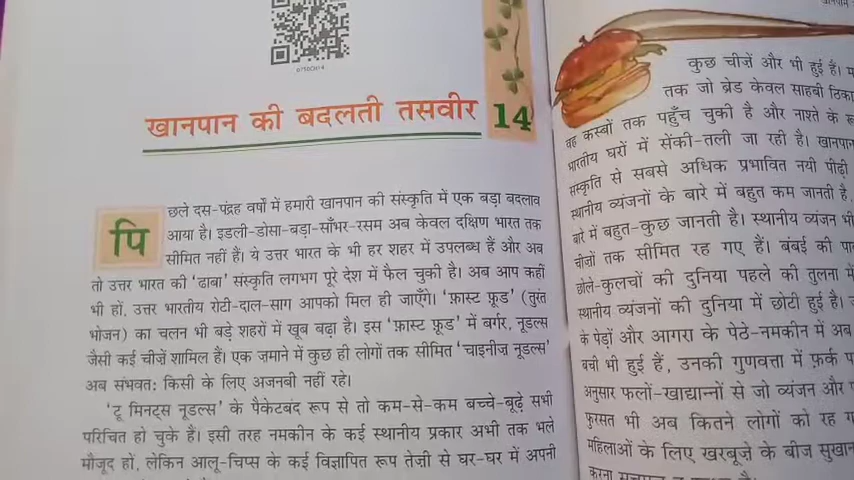 खानपान की बदलती तसवीर
14
पिछले दस-पंद्रह वर्षों में हमारी खानपान की संस्कृति में एक बड़ा बदलाव
आया है। इडली-डोसा-बड़ा-साँभर-रसम अब केवल दक्षिण भारत तक
सीमित नहीं हैं। ये उत्तर भारत के भी हर शहर में उपलब्ध हैं और अब
तो उत्तर भारत की 'ढाबा' संस्कृति लगभग पूरे देश में फैल चुकी है। अब आप कहीं
भी हों, उत्तर भारतीय रोटी-दाल-साग आपको मिल ही जाएँगे। 'फ़ास्ट फ़ूड' (तुरंत
भोजन) का चलन भी बड़े शहरों में खूब बढ़ा है। इस 'फ़ास्ट फ़ूड' में बर्गर, नूडल्स
जैसी कई चीज़ें शामिल हैं। एक ज़माने में कुछ ही लोगों तक सीमित 'चाइनीज़ नूडल्स'
अब संभवत: किसी के लिए अजनबी नहीं रहे।
'टू मिनट्स नूडल्स' के पैकेटबंद रूप से तो कम-से-कम बच्चे-बूढ़े सभी
परिचित हो चुके हैं। इसी तरह नमकीन के कई स्थानीय प्रकार अभी तक भले
मौजूद हों, लेकिन आलू-चिप्स के कई विज्ञापित रूप तेज़ी से घर-घर में अपनी
कुछ चीज़ें और भी हुई हैं।
तक जो ब्रेड केवल साहबी
वह कस्बों तक पहुँच चुकी है और नाश्ते के
भारतीय घरों में सेंकी-तली जा रही है। खानपान
संस्कृति से सबसे अधिक प्रभावित नयी पीढ़ी
स्थानीय व्यंजनों के बारे में बहुत कम जानती है,
बारे में बहुत-कुछ जानती है। स्थानीय व्यंजन भी
चीज़ों तक सीमित रह गए हैं। बंबई की
छोले-कुलचों की दुनिया पहले की तुलना में
स्थानीय व्यंजनों की दुनिया में छोटी हुई है।
के पेड़ों और आगरा के पेठे-नमकीन में अब
बची भी हुई हैं, उनकी गुणवत्ता में फ़र्क
अनुसार फलों-खाद्यान्नों से जो व्यंजन और
फुरसत भी अब कितने लोगों को रह
महिलाओं के लिए खरबूजे के बीज सुखाना
करना